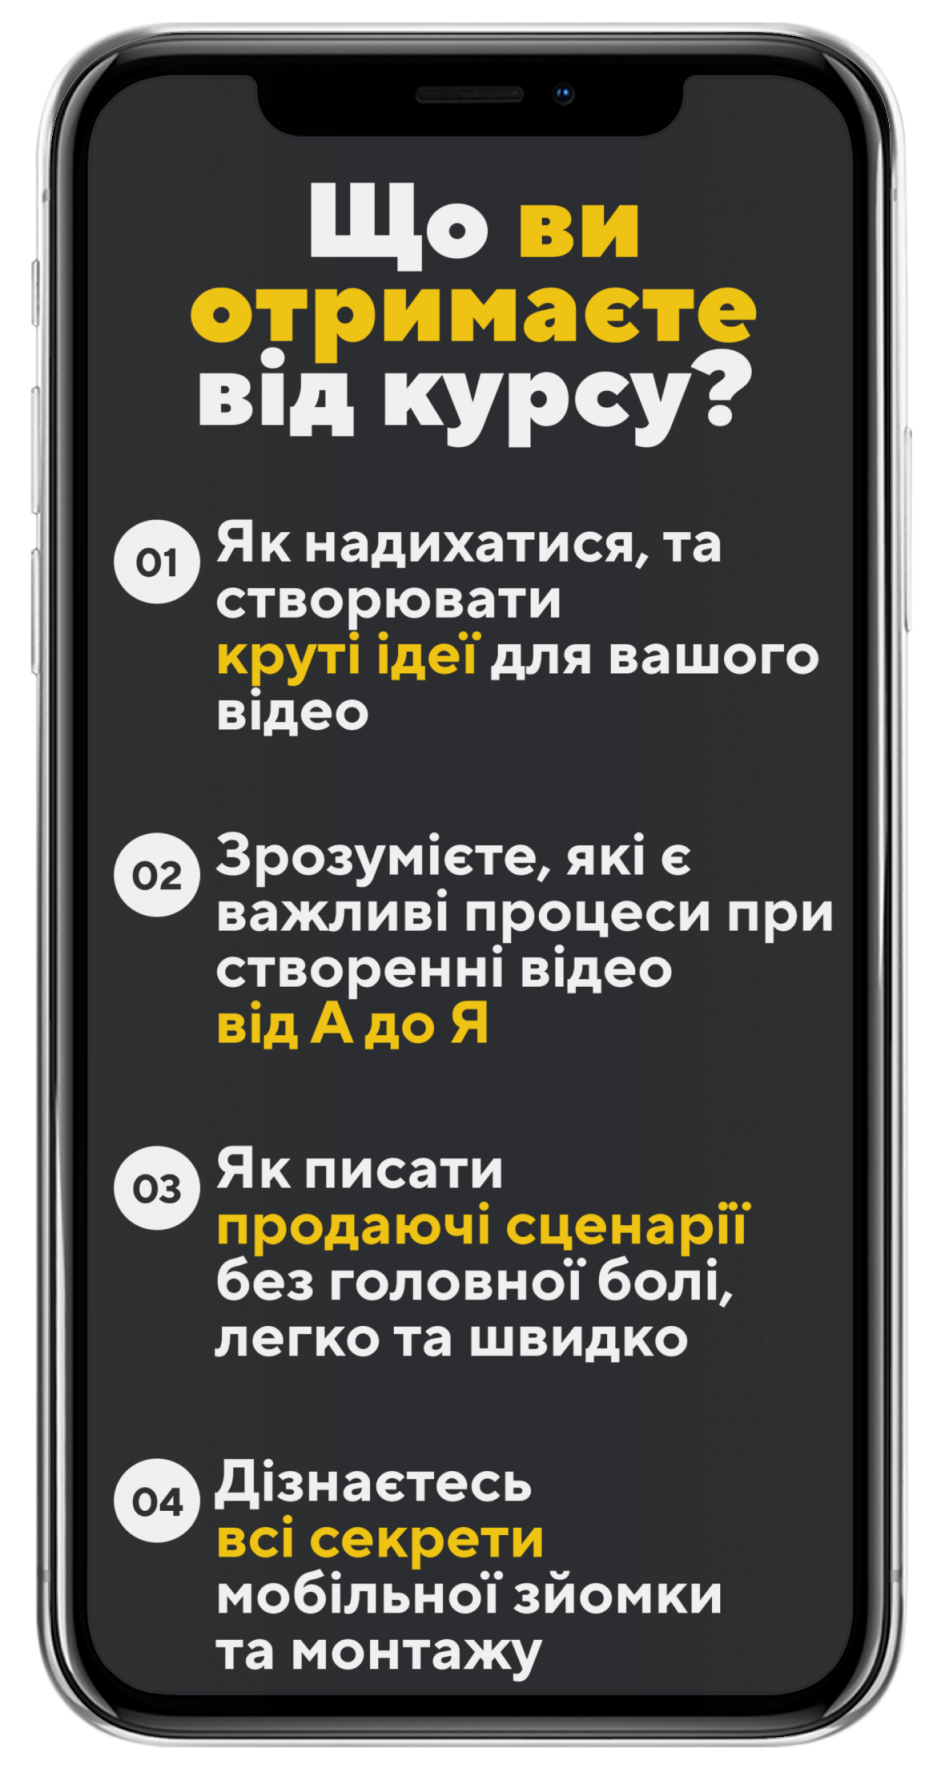 Що ви
отримаєте
від курсу?
01
Як надихатися, та
створювати
круті ідеї для вашого
відео
02
Зрозумієте, які є
важливі процеси при
створенні відео
від А до Я
03
Як писати
продаючі сценарії
без головної болі,
легко та швидко
04
Дізнаєтесь
всі секрети
мобільної зйомки
та монтажу